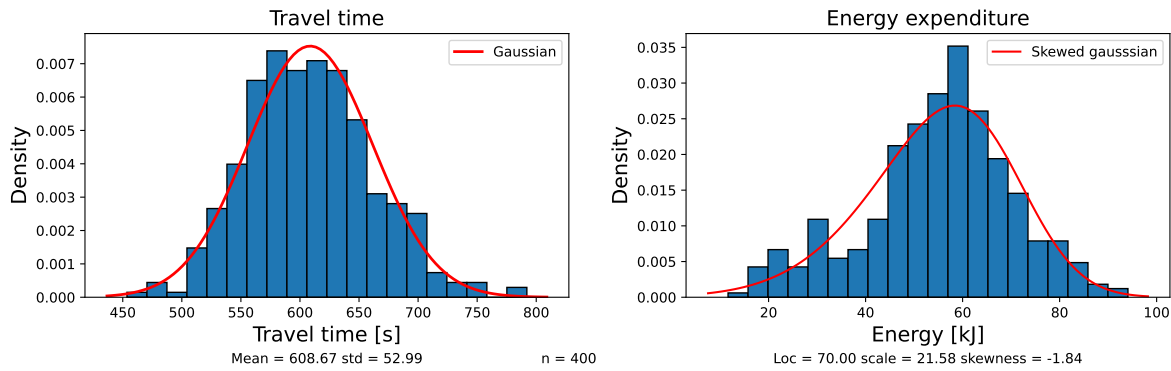 Travel time
Gaussian
Density
0.007
0.006
0.005
0.004
0.003
0.002
0.001
0.000
450 500 550 600 650 700 750 800
Travel time [s]
Mean = 608.67 std = 52.99
n = 400
Energy expenditure
Skewed gausssian
Density
0.035
0.030
0.025
0.020
0.015
0.010
0.005
0.000
20 40 60 80 100
Energy [kJ]
Loc = 70.00 scale = 21.58 skewness = -1.84